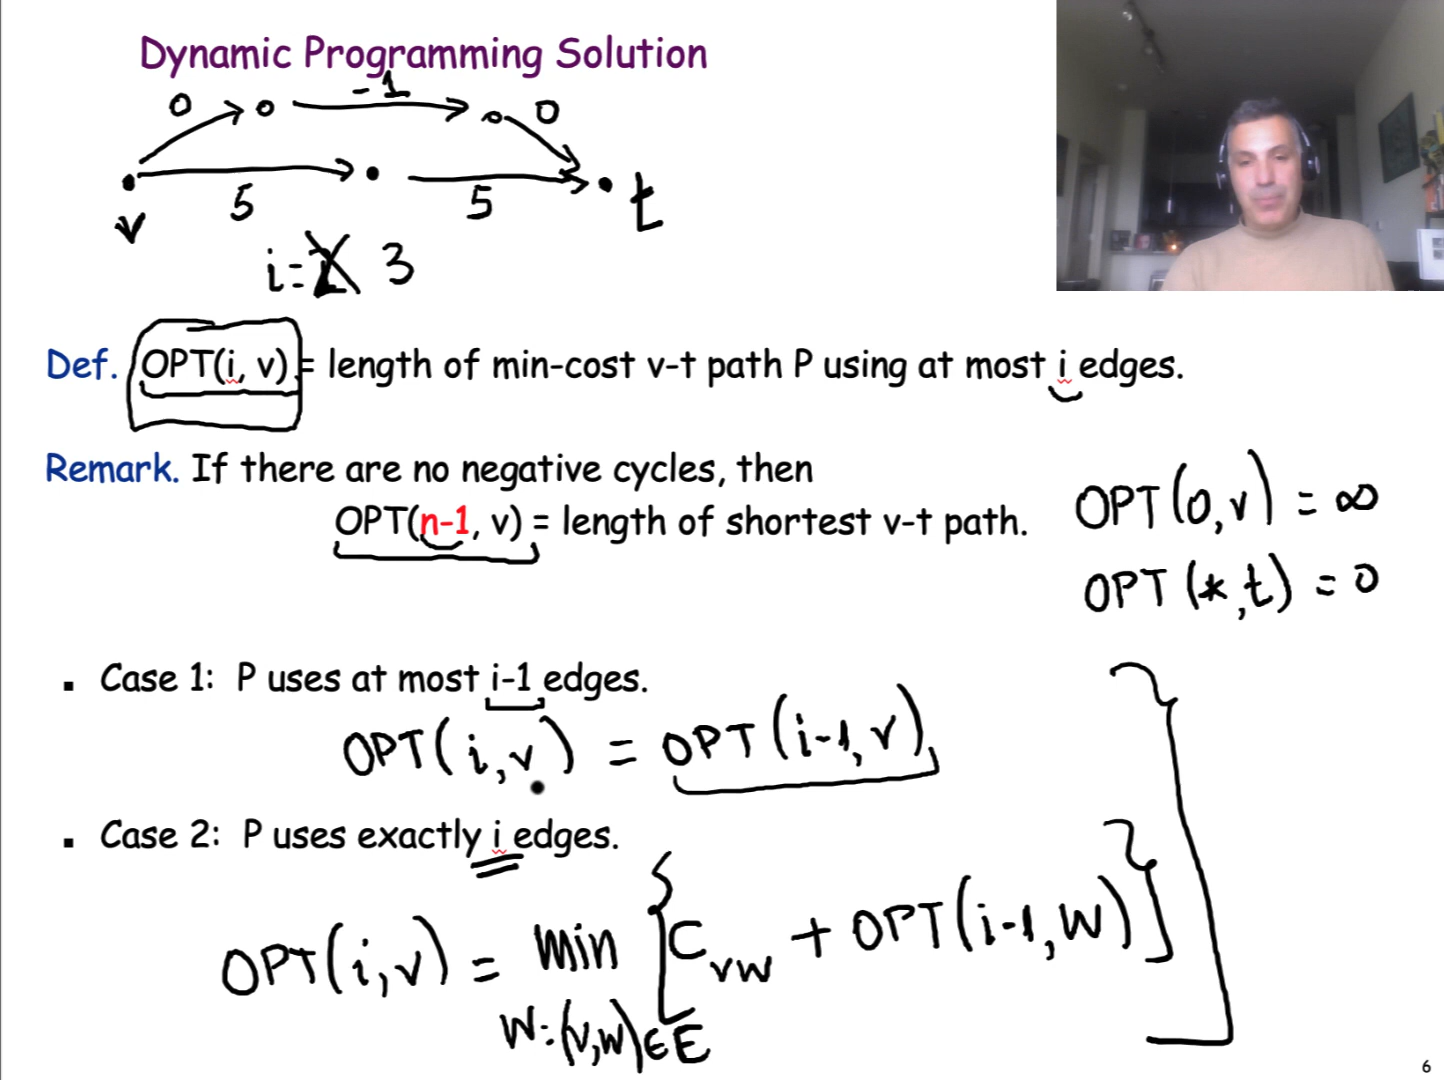 Dynamic Programming Solution
0 -1 0
5 5
v t
i= 3
Def. OPT(i, v) = length of min-cost v-t path P using at most i edges.
Remark. If there are no negative cycles, then
OPT(n-1, v) = length of shortest v-t path.
OPT(0,v) = ∞
OPT(*,t) = 0
▪ Case 1: P uses at most i-1 edges.
OPT(i,v) = OPT(i-1,v)
▪ Case 2: P uses exactly i edges.
OPT(i,v) = min { C_vw + OPT(i-1,w) }
w:(v,w)∈E
6